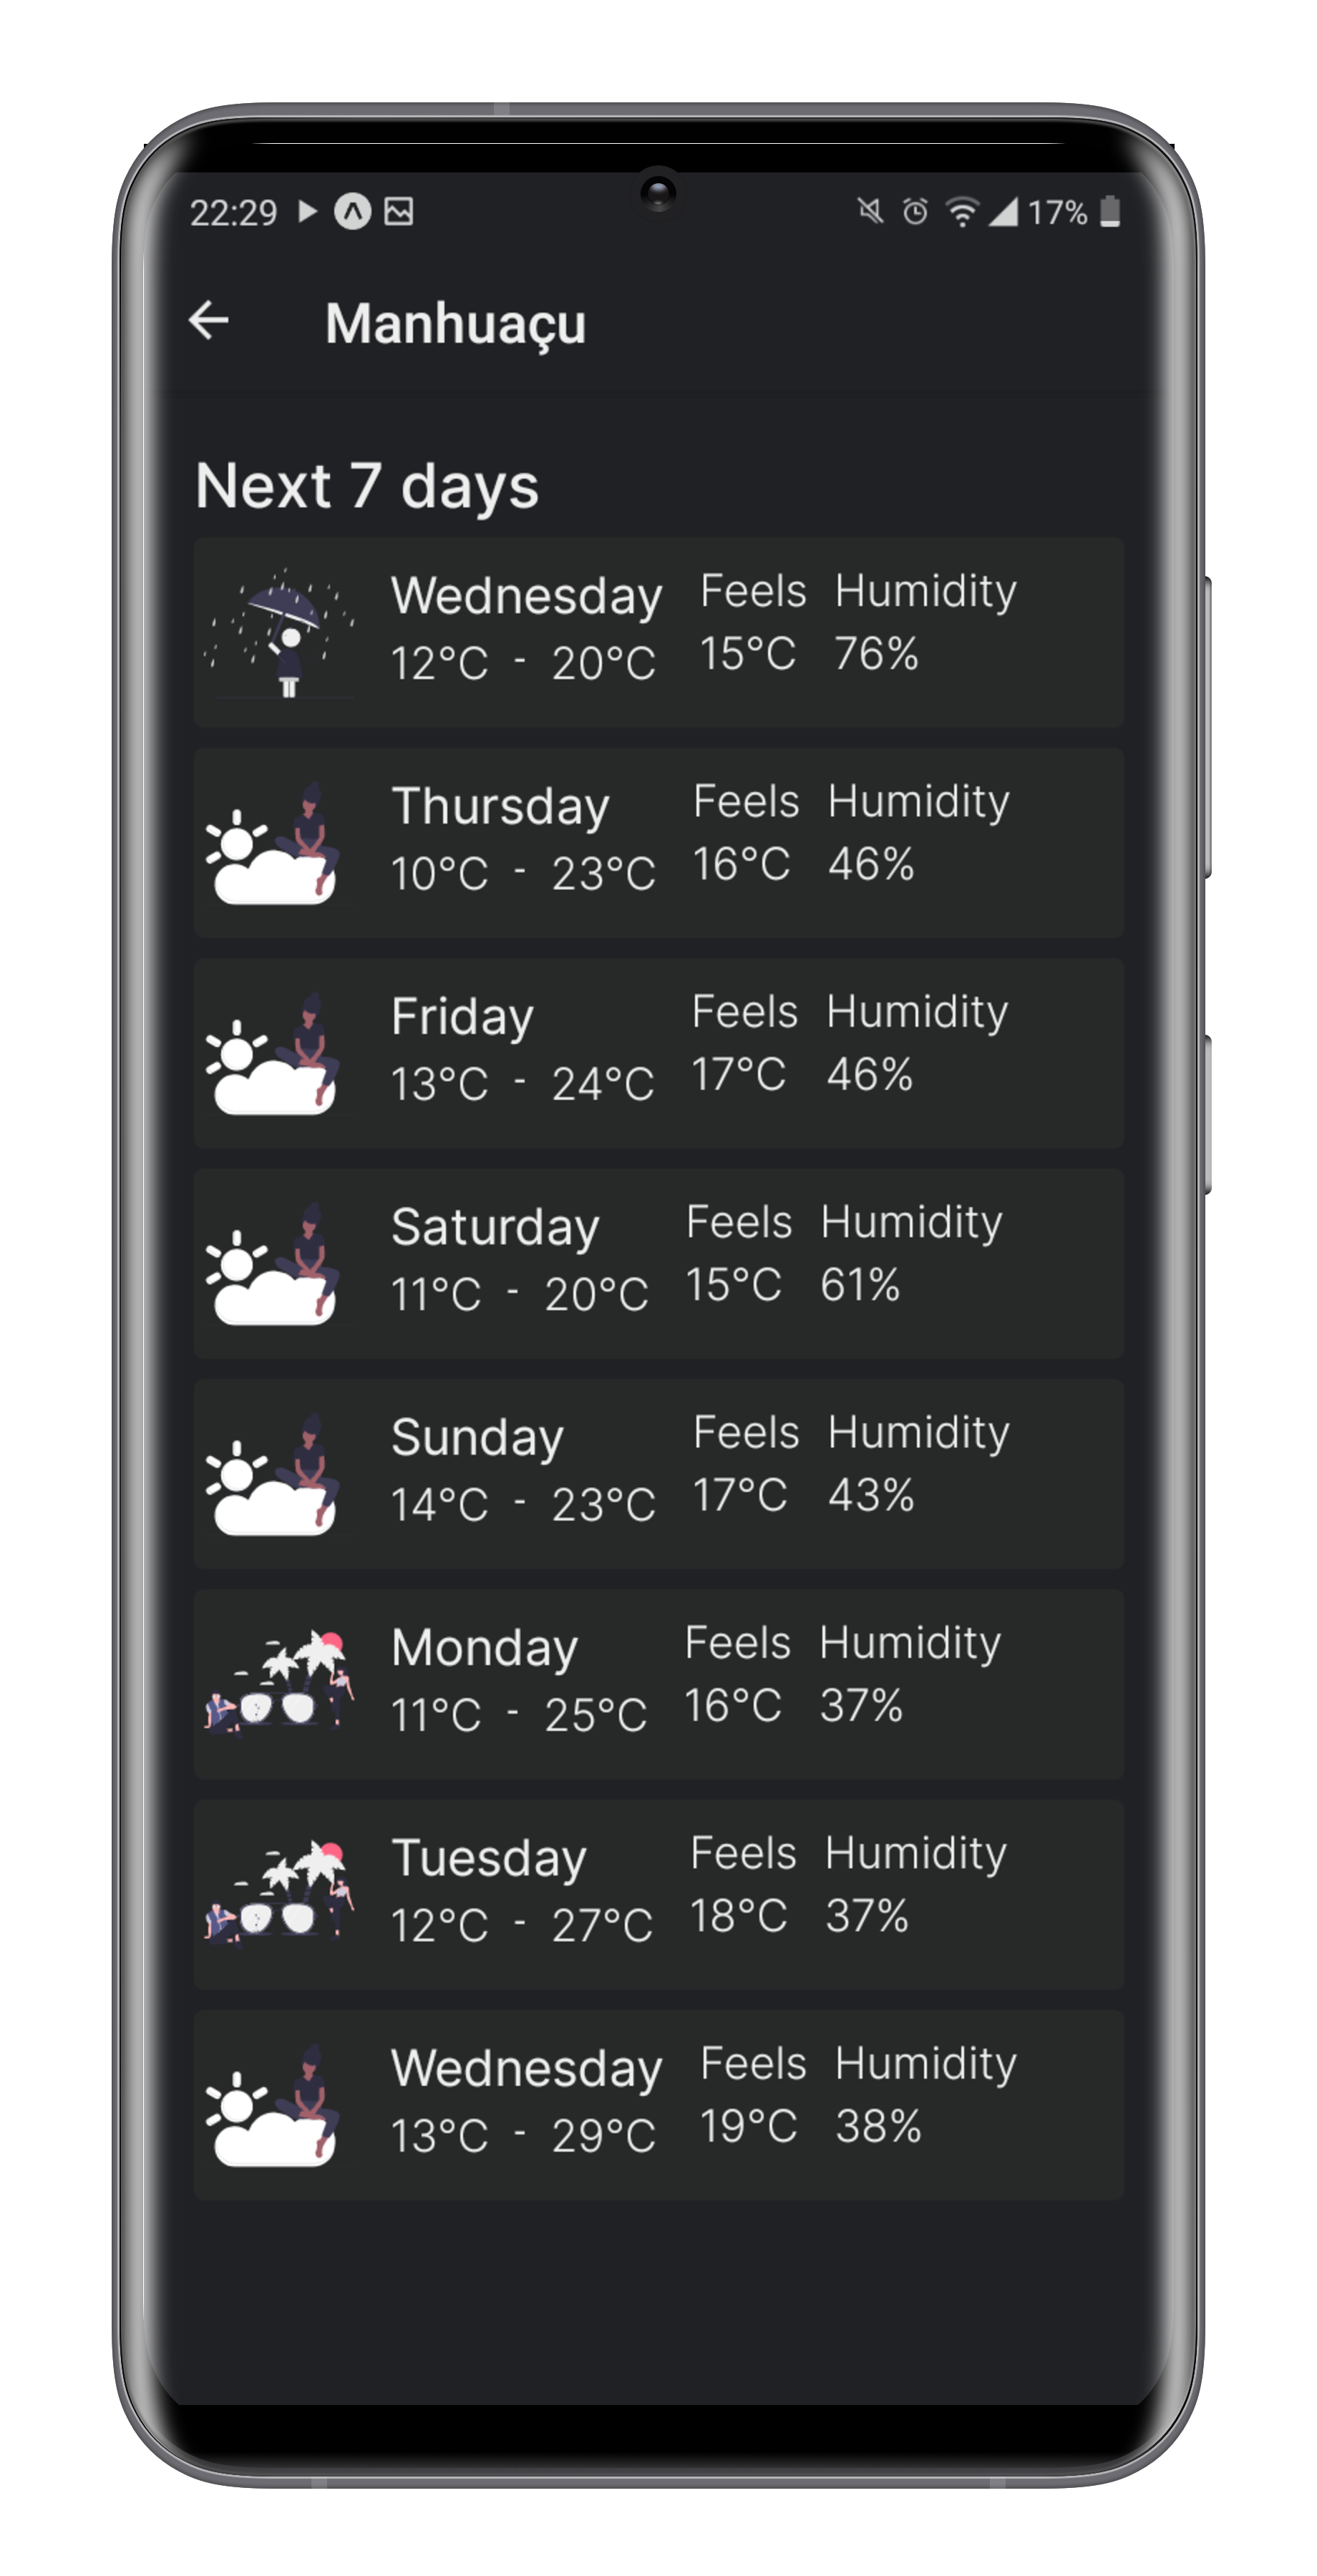 22:29 17%
Manhuaçu
Next 7 days
Wednesday Feels Humidity
12°C - 20°C 15°C 76%
Thursday Feels Humidity
10°C - 23°C 16°C 46%
Friday Feels Humidity
13°C - 24°C 17°C 46%
Saturday Feels Humidity
11°C - 20°C 15°C 61%
Sunday Feels Humidity
14°C - 23°C 17°C 43%
Monday Feels Humidity
11°C - 25°C 16°C 37%
Tuesday Feels Humidity
12°C - 27°C 18°C 37%
Wednesday Feels Humidity
13°C - 29°C 19°C 38%